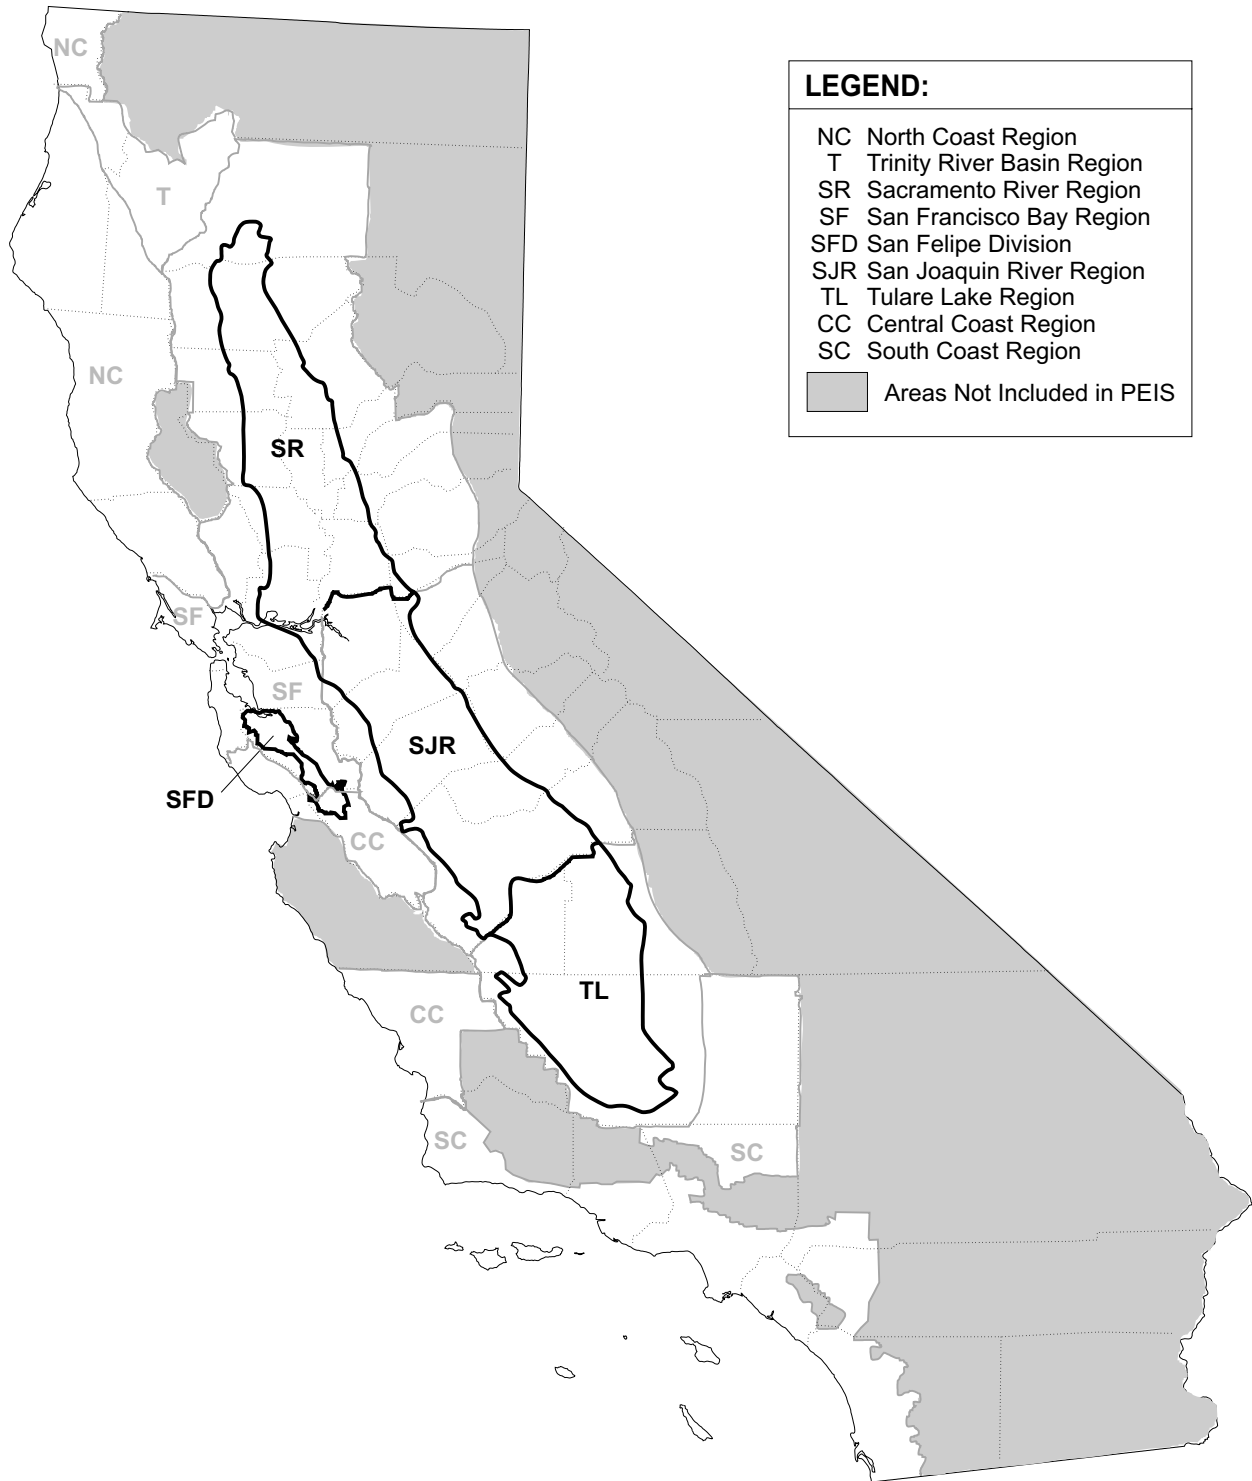 NC
LEGEND:
NC North Coast Region
T Trinity River Basin Region
SR Sacramento River Region
SF San Francisco Bay Region
SFD San Felipe Division
SJR San Joaquin River Region
TL Tulare Lake Region
CC Central Coast Region
SC South Coast Region
Areas Not Included in PEIS
T
NC
SR
SF
SF
SJR
SFD
CC
TL
CC
SC
SC